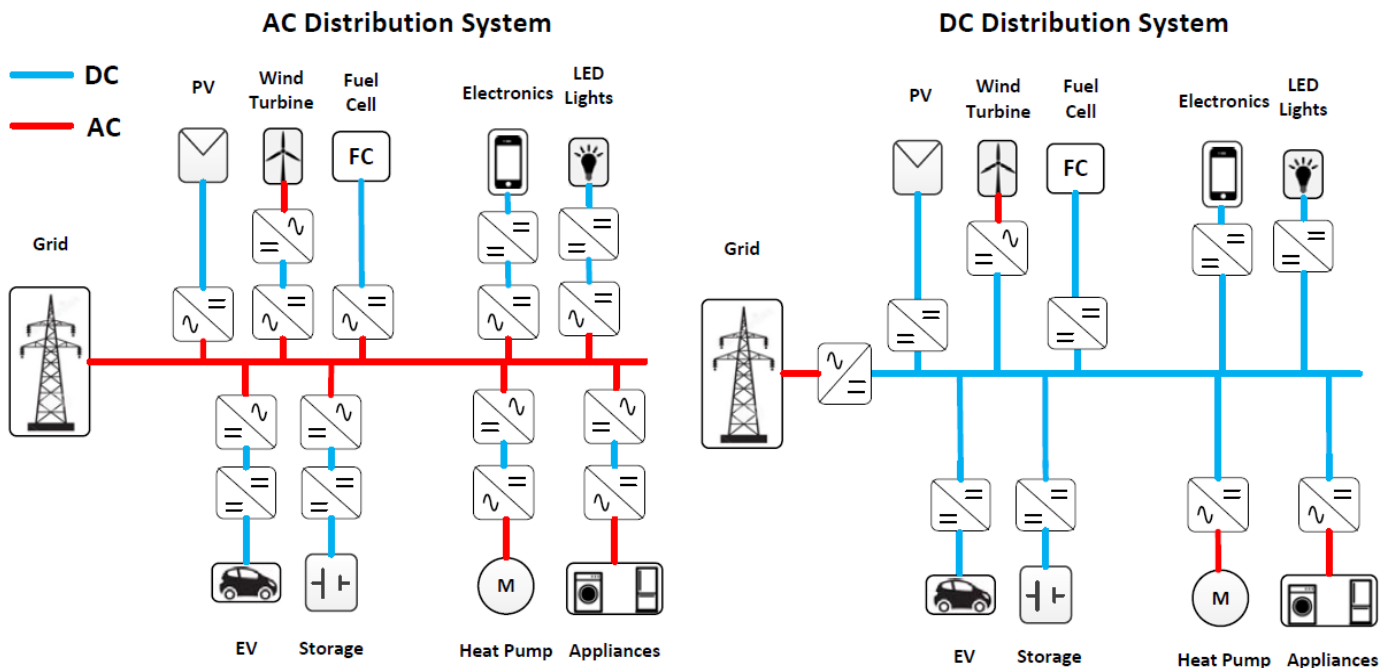 AC Distribution System
DC
AC
PV
Wind
Turbine
Fuel
Cell
Electronics
LED
Lights
FC
Grid
M
EV
Storage
Heat Pump
Appliances
DC Distribution System
PV
Wind
Turbine
Fuel
Cell
Electronics
LED
Lights
FC
Grid
M
EV
Storage
Heat Pump
Appliances